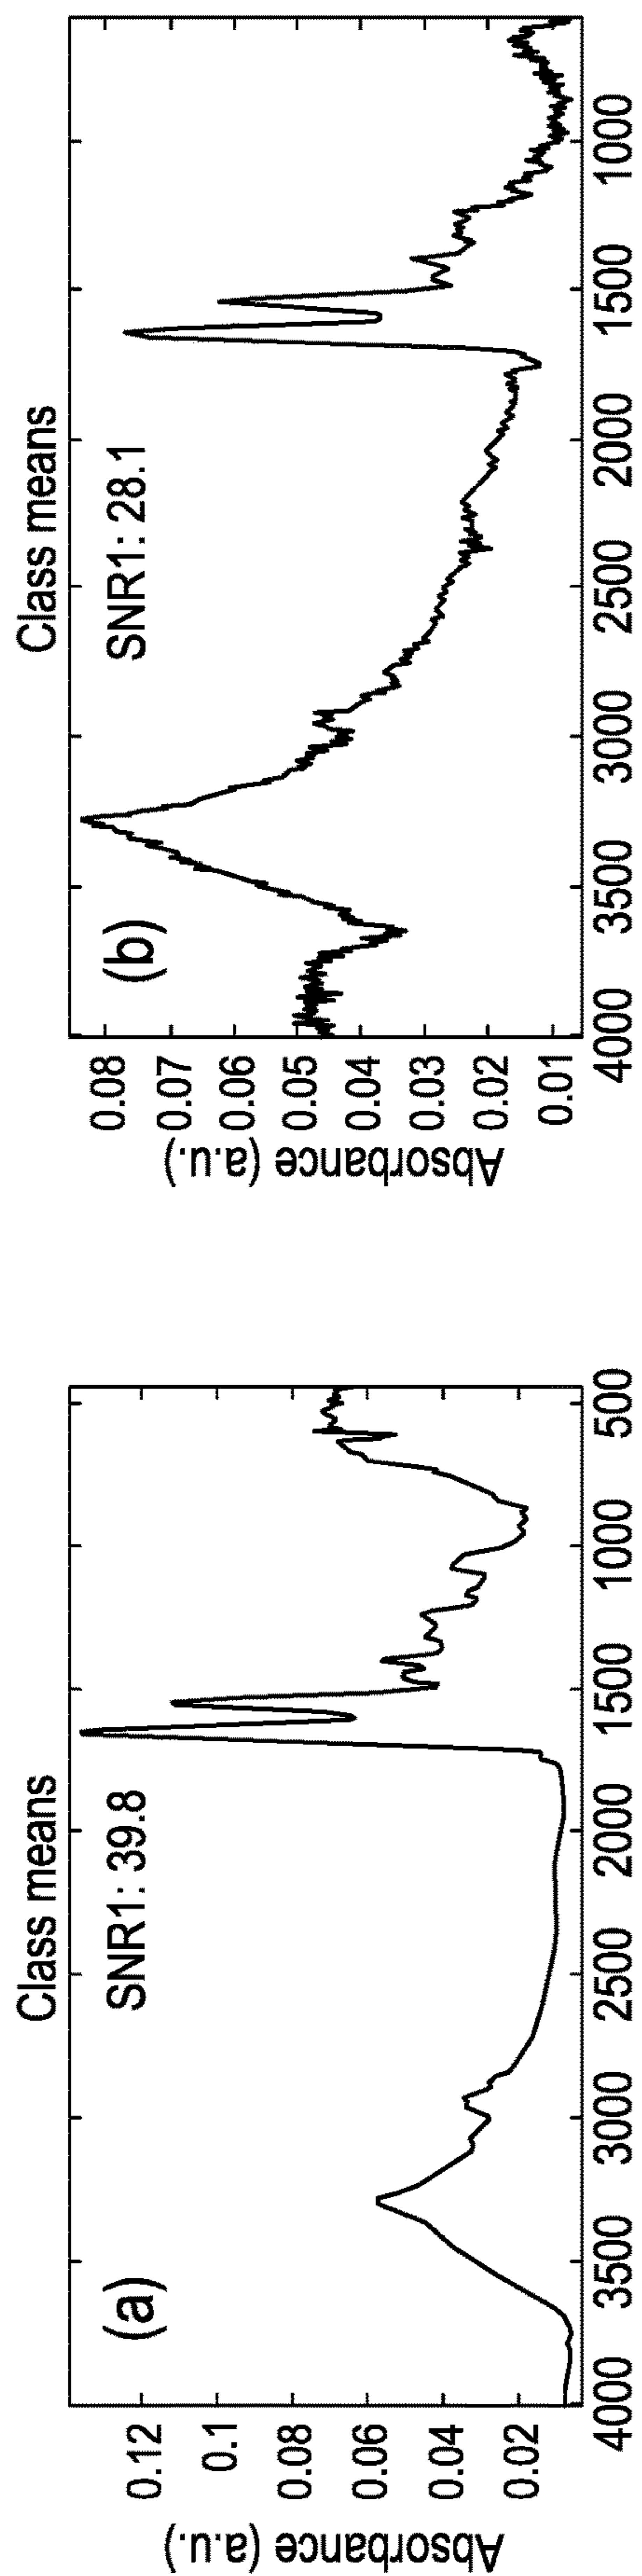 Class means
(a)
SNR1: 39.8
Absorbance (a.u.)
0.12
0.1
0.08
0.06
0.04
0.02
4000 3500 3000 2500 2000 1500 1000 500
Class means
(b)
SNR1: 28.1
Absorbance (a.u.)
0.08
0.07
0.06
0.05
0.04
0.03
0.02
0.01
4000 3500 3000 2500 2000 1500 1000